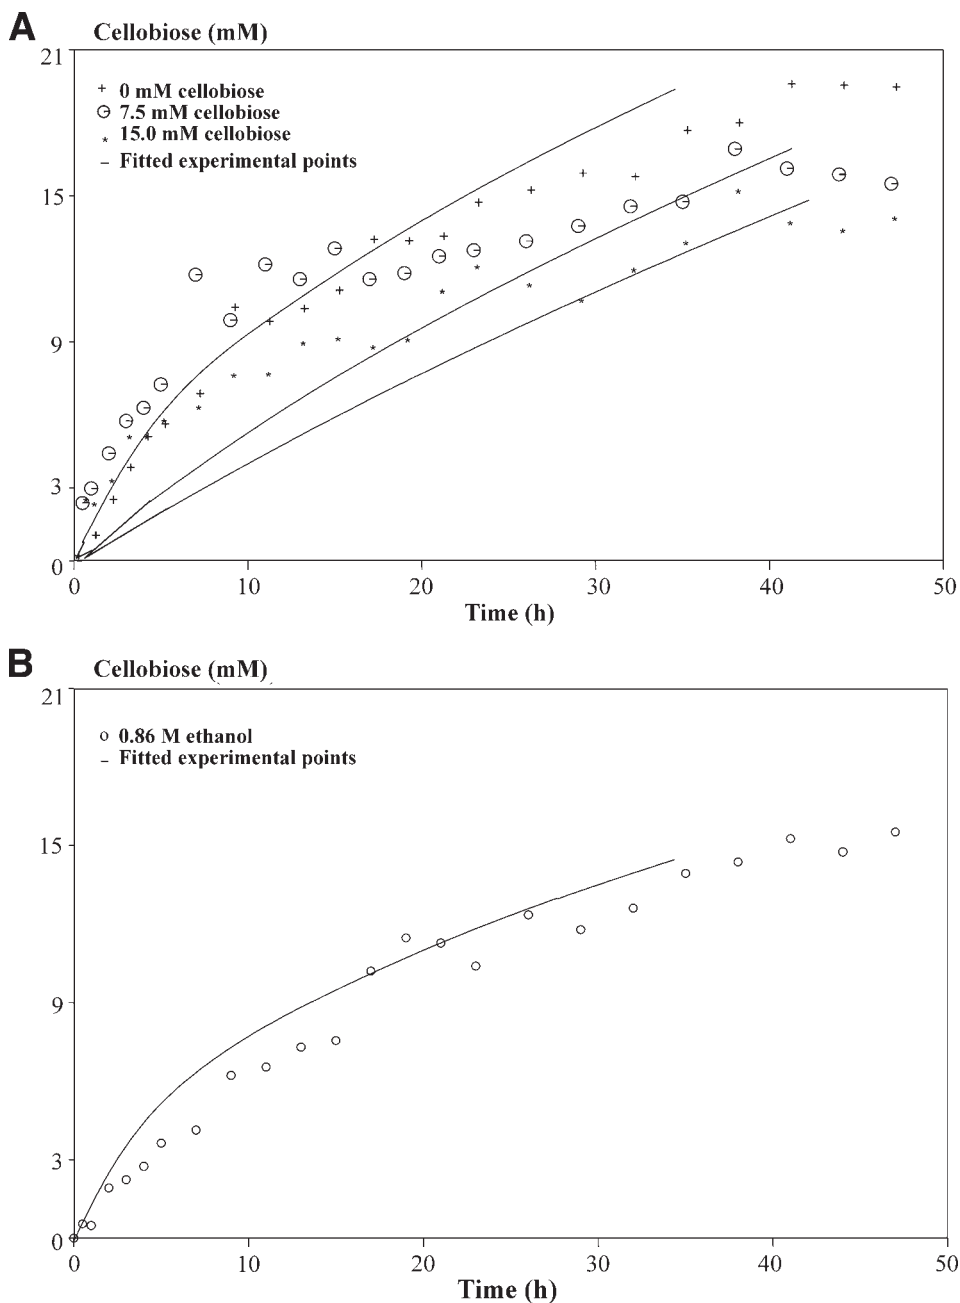 A
Cellobiose (mM)
21
+ 0 mM cellobiose
7.5 mM cellobiose
* 15.0 mM cellobiose
– Fitted experimental points
15
9
3
0
0 10 20 30 40 50
Time (h)
B
Cellobiose (mM)
21
0.86 M ethanol
– Fitted experimental points
15
9
3
0
0 10 20 30 40 50
Time (h)